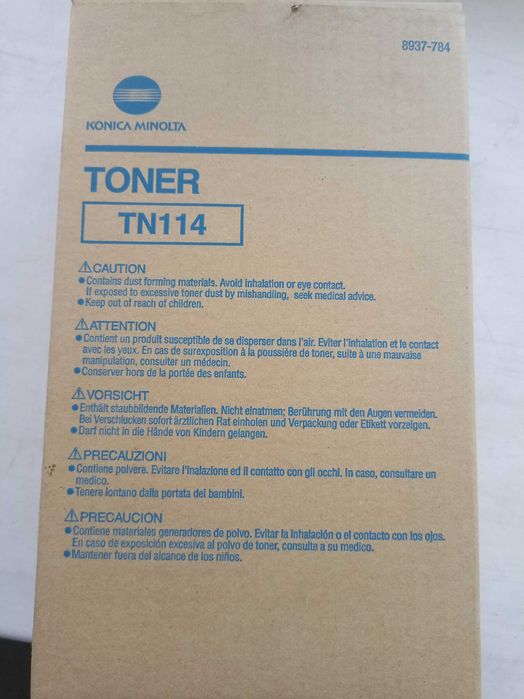 8937-784
KONICA MINOLTA
TONER
TN114
⚠CAUTION
●Contains dust forming materials. Avoid inhalation or eye contact.
If exposed to excessive toner dust by mishandling, seek medical advice.
●Keep out of reach of children.
⚠ATTENTION
●Contient un produit susceptible de se disperser dans l'air. Eviter l'inhalation et le contact
avec les yeux. En cas de surexposition à la poussière de toner, suite à une mauvaise
manipulation, consulter un médecin.
●Conserver hors de la portée des enfants.
⚠VORSICHT
●Enthält staubbildende Materialien. Nicht einatmen; Berührung mit den Augen vermeiden.
Bei Verschlucken sofort ärztlichen Rat einholen und Verpackung oder Etikett vorzeigen.
●Darf nicht in die Hände von Kindern gelangen.
⚠PRECAUZIONI
●Contiene polvere. Evitare l'inalazione ed il contatto con gli occhi. In caso, consultare un
medico.
●Tenere lontano dalla portata dei bambini.
⚠PRECAUCION
●Contiene materiales generadores de polvo. Evitar la inhalación o el contacto con los ojos.
En caso de exposición excesiva al polvo de toner, consulte a su medico.
●Mantener fuera del alcance de los niños.